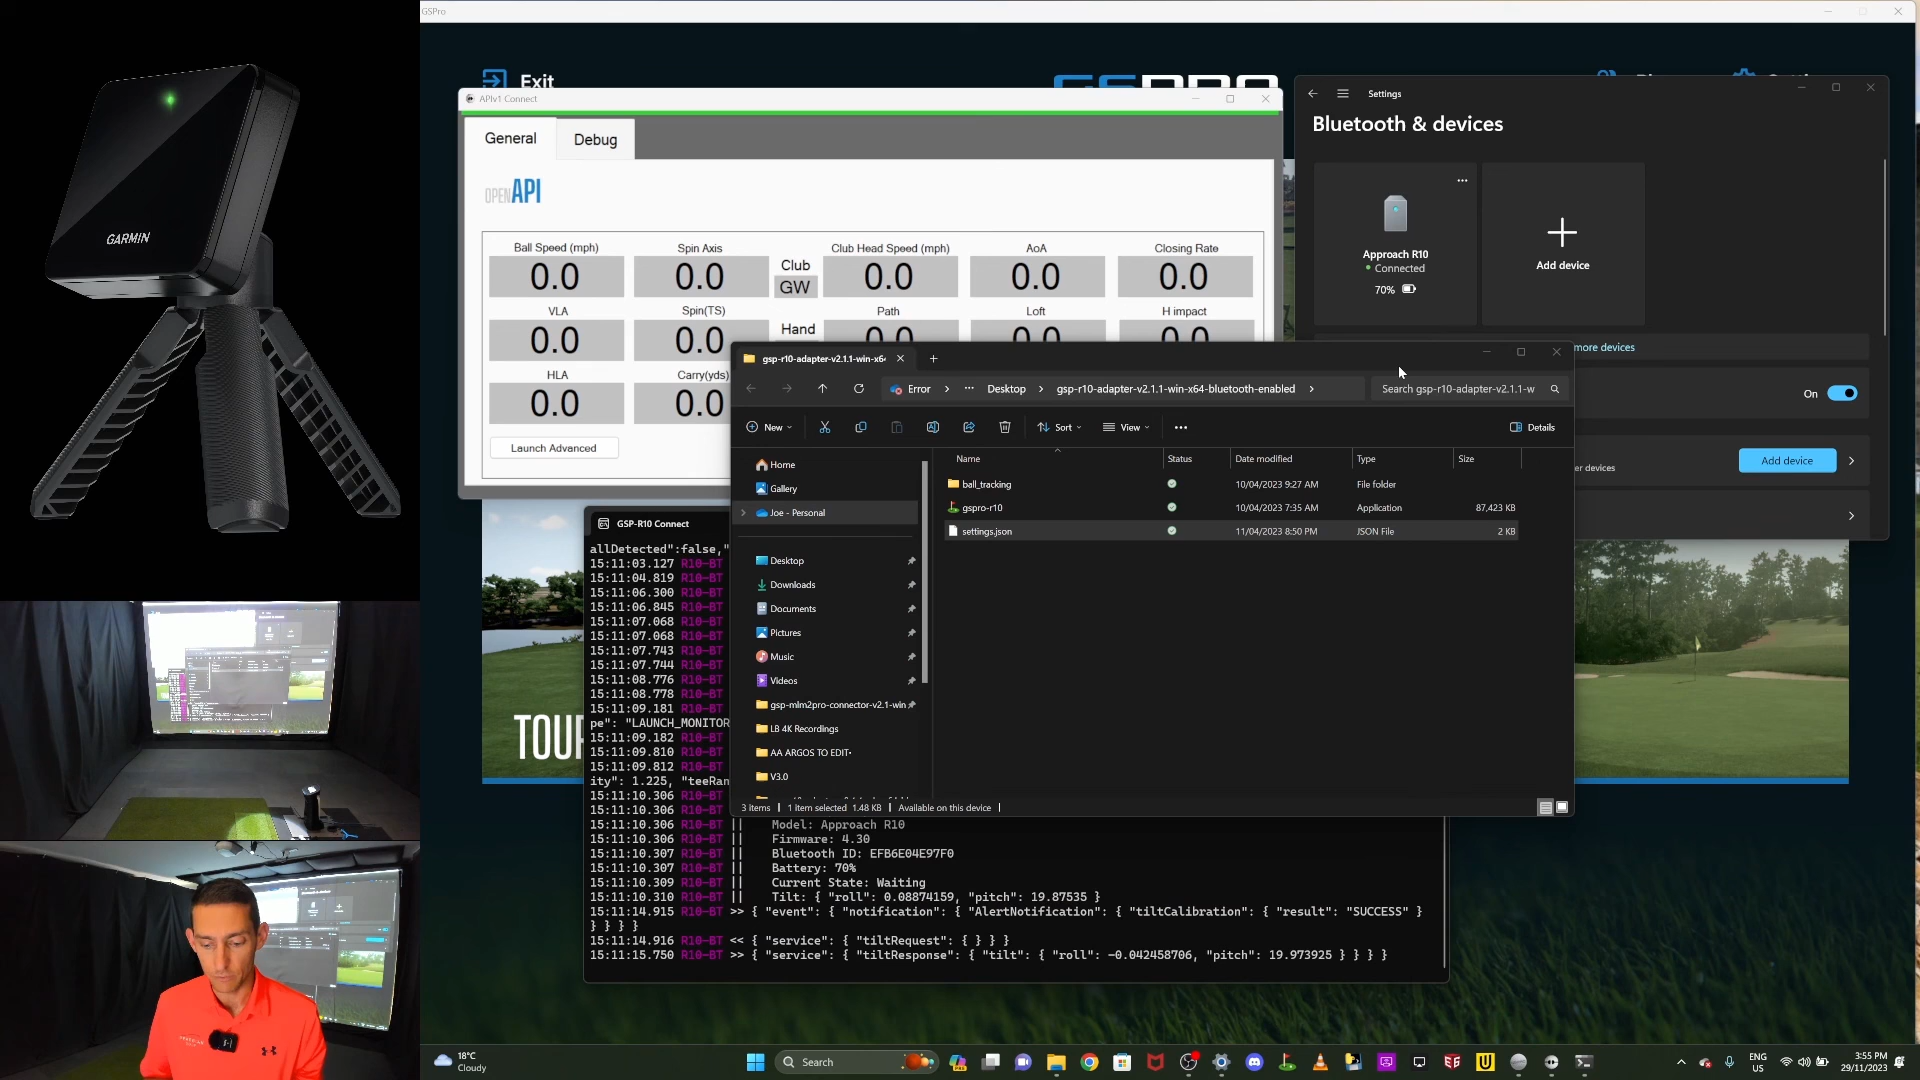 GARMIN
GSPro
Exit
GSPRO
APIv1 Connect
General
Debug
OPENAPI
Ball Speed (mph)
Spin Axis
Club Head Speed (mph)
AoA
Closing Rate
0.0
0.0
Club
GW
0.0
0.0
0.0
VLA
Spin(TS)
Path
Loft
H impact
0.0
0.0
Hand
0.0
0.0
0.0
HLA
Carry(yds)
0.0
0.0
Launch Advanced
Settings
Bluetooth & devices
Approach R10
Connected
70%
Add device
more devices
On
er devices
Add device
gsp-r10-adapter-v2.1.1-win-x64
Error
Desktop
gsp-r10-adapter-v2.1.1-win-x64-bluetooth-enabled
Search gsp-r10-adapter-v2.1.1-w
New
Sort
View
Details
Home
Gallery
Joe - Personal
Desktop
Downloads
Documents
Pictures
Music
Videos
gsp-mlm2pro-connector-v2.1-win
LB 4K Recordings
AA ARGOS TO EDIT
V3.0
Name
Status
Date modified
Type
Size
ball_tracking
10/04/2023 9:27 AM
File folder
gspro-r10
10/04/2023 7:35 AM
Application
87,423 KB
settings.json
11/04/2023 8:50 PM
JSON File
2 KB
3 items
1 item selected 1.48 KB
Available on this device
TOUR
GSP-R10 Connect
allDetected":false,"
15:11:03.127 R10-BT
15:11:04.819 R10-BT
15:11:06.300 R10-BT
15:11:06.845 R10-BT
15:11:07.068 R10-BT
15:11:07.068 R10-BT
15:11:07.743 R10-BT
15:11:07.744 R10-BT
15:11:08.776 R10-BT
15:11:08.778 R10-BT
15:11:09.181 R10-BT
pe": "LAUNCH_MONITOR
15:11:09.182 R10-BT
15:11:09.810 R10-BT
15:11:09.812 R10-BT
ity": 1.225, "teeRan
15:11:10.306 R10-BT
15:11:10.306 R10-BT
15:11:10.306 R10-BT || Model: Approach R10
15:11:10.306 R10-BT || Firmware: 4.30
15:11:10.307 R10-BT || Bluetooth ID: EFB6E04E97F0
15:11:10.307 R10-BT || Battery: 70%
15:11:10.309 R10-BT || Current State: Waiting
15:11:10.310 R10-BT || Tilt: { "roll": 0.08874159, "pitch": 19.87535 }
15:11:14.915 R10-BT >> { "event": { "notification": { "AlertNotification": { "tiltCalibration": { "result": "SUCCESS" }
} } } }
15:11:14.916 R10-BT << { "service": { "tiltRequest": { } } }
15:11:15.750 R10-BT >> { "service": { "tiltResponse": { "tilt": { "roll": -0.042458706, "pitch": 19.973925 } } } }
18°C
Cloudy
Search
ENG
US
3:55 PM
29/11/2023